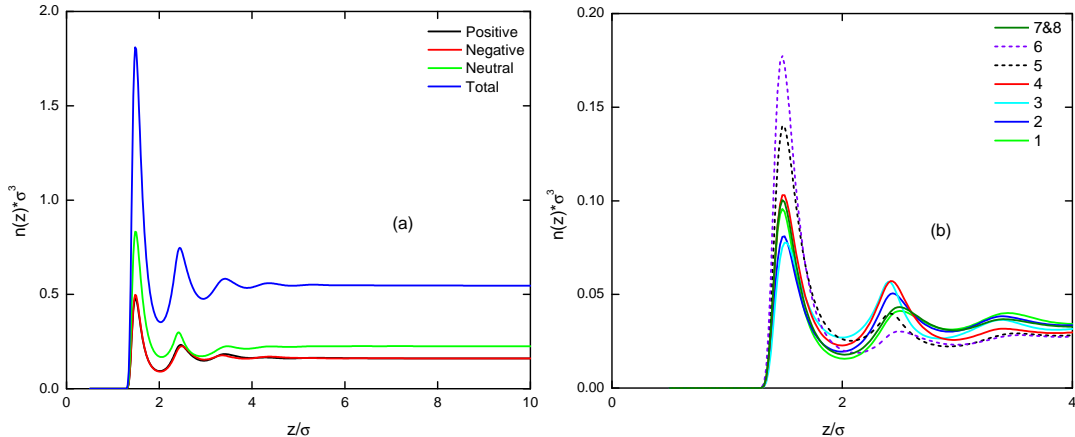 2.0
1.5
1.0
0.5
0.0
n(z)*σ³
0 2 4 6 8 10
z/σ
Positive
Negative
Neutral
Total
(a)
0.20
0.15
0.10
0.05
0.00
n(z)*σ³
0 2 4
z/σ
7&8
6
5
4
3
2
1
(b)